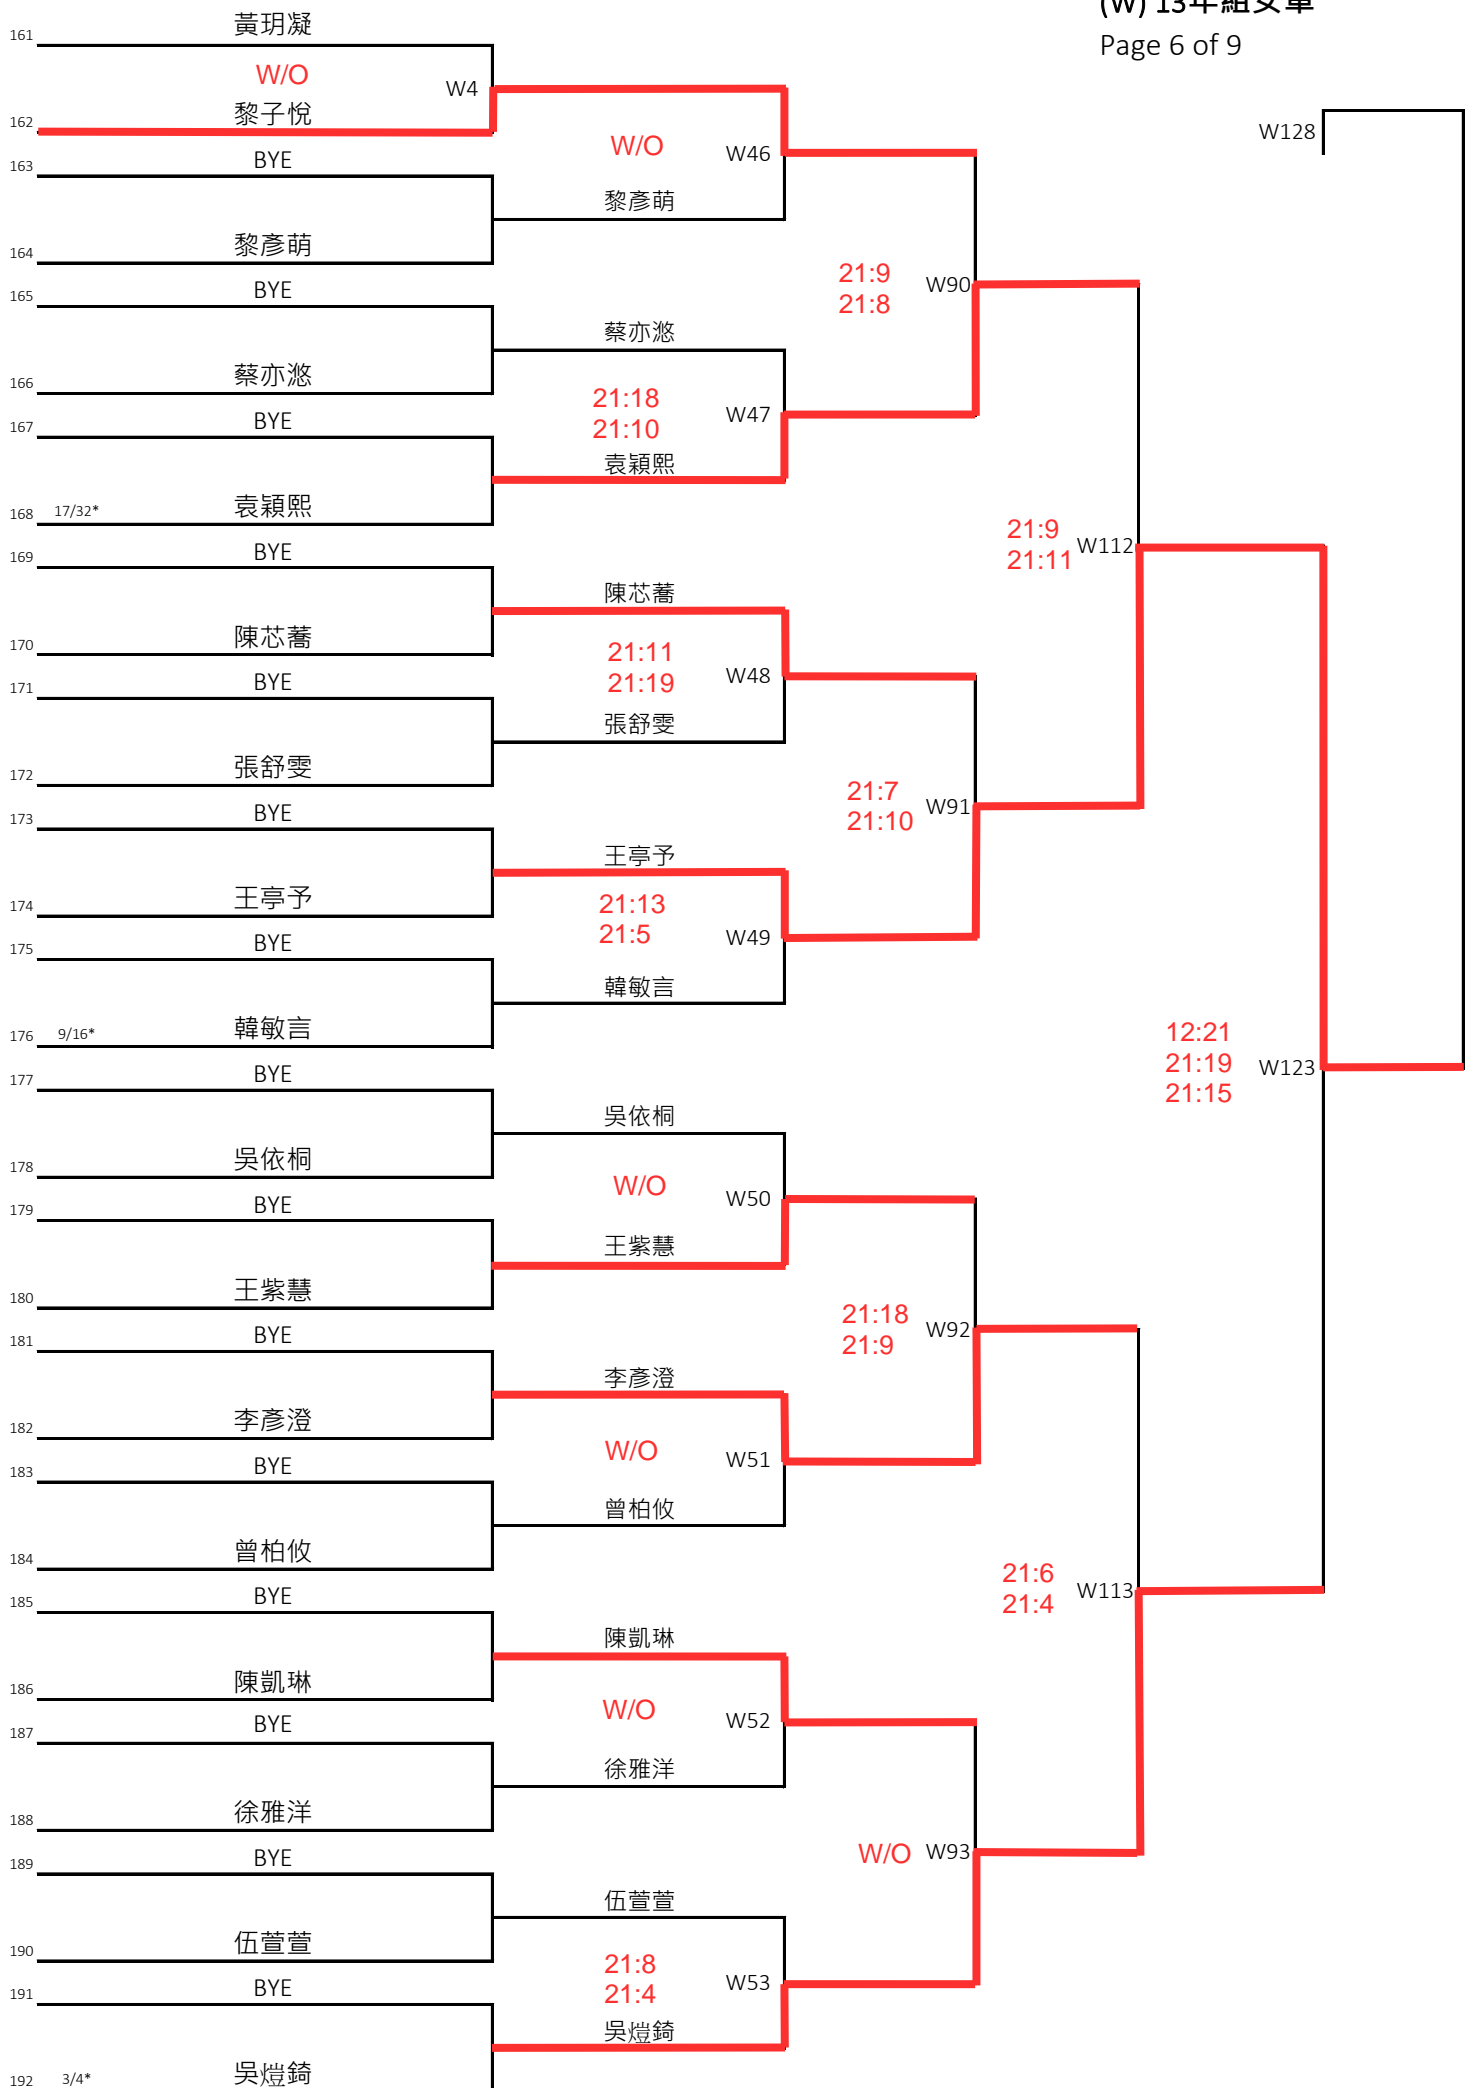 (W) 13年組女單
Page 6 of 9
161 黃玥凝
W/O
W4
162 黎子悅
W/O
W46
163 BYE
黎彥萌
164 黎彥萌
21:9
21:8
W90
165 BYE
蔡亦滺
166 蔡亦滺
21:18
21:10
W47
167 BYE
袁穎熙
168 17/32* 袁穎熙
21:9
21:11
W112
169 BYE
陳芯蕎
170 陳芯蕎
21:11
21:19
W48
171 BYE
張舒雯
172 張舒雯
21:7
21:10
W91
173 BYE
王亭予
174 王亭予
21:13
21:5
W49
175 BYE
韓敏言
176 9/16* 韓敏言
12:21
21:19
21:15
W123
W128
177 BYE
吳依桐
178 吳依桐
W/O
W50
179 BYE
王紫慧
180 王紫慧
21:18
21:9
W92
181 BYE
李彥澄
182 李彥澄
W/O
W51
183 BYE
曾柏攸
184 曾柏攸
21:6
21:4
W113
185 BYE
陳凱琳
186 陳凱琳
W/O
W52
187 BYE
徐雅洋
188 徐雅洋
W/O
W93
189 BYE
伍萱萱
190 伍萱萱
21:8
21:4
W53
191 BYE
吳熞錡
192 3/4* 吳熞錡